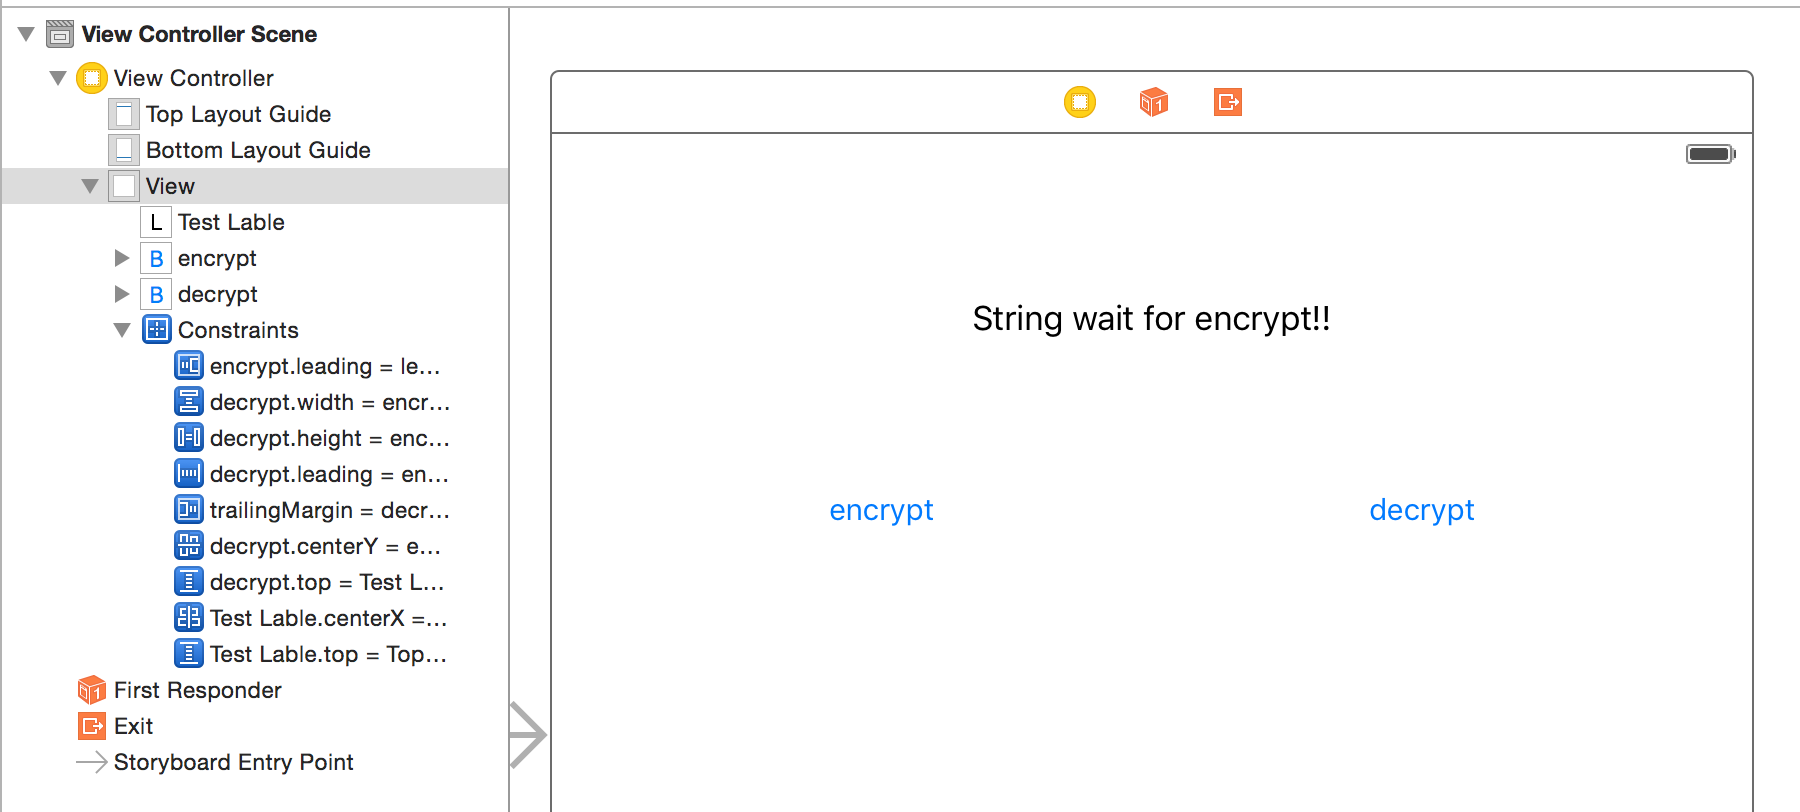 View Controller Scene
View Controller
Top Layout Guide
Bottom Layout Guide
View
L Test Lable
B encrypt
B decrypt
Constraints
encrypt.leading = le...
decrypt.width = encr...
decrypt.height = enc...
decrypt.leading = en...
trailingMargin = decr...
decrypt.centerY = e...
decrypt.top = Test L...
Test Lable.centerX =...
Test Lable.top = Top...
1 First Responder
Exit
Storyboard Entry Point
1
String wait for encrypt!!
encrypt decrypt